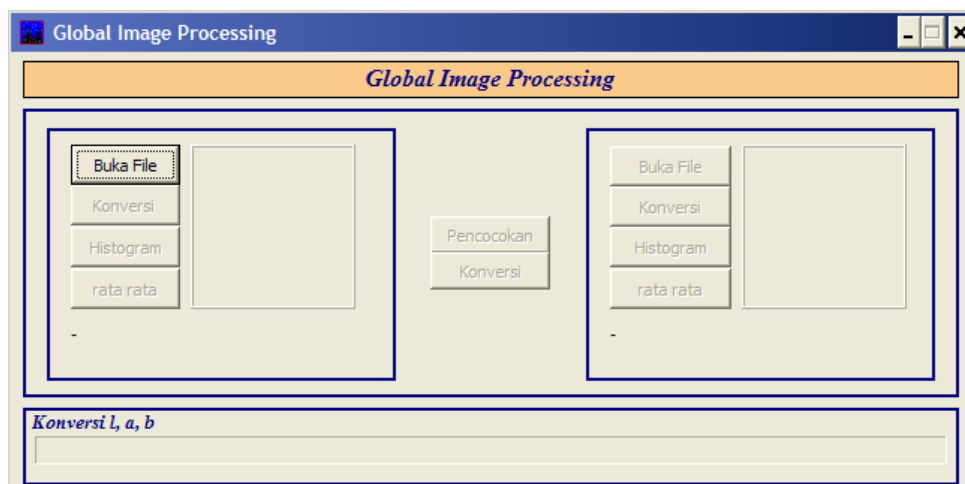 Global Image Processing
Global Image Processing
Buka File
Konversi
Histogram
rata rata
-
Pencocokan
Konversi
Buka File
Konversi
Histogram
rata rata
-
Konversi l, a, b